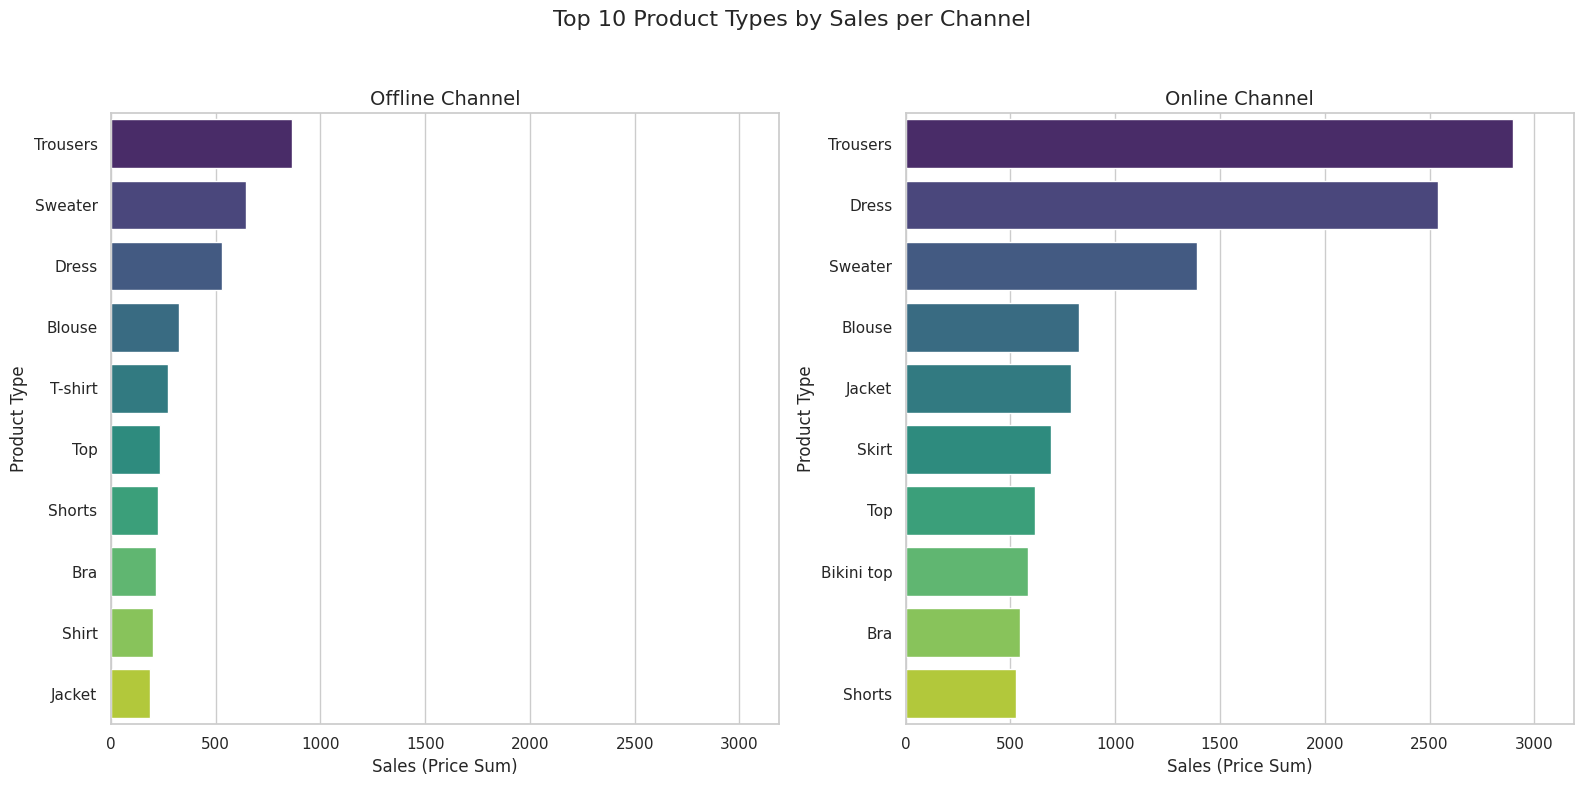 Top 10 Product Types by Sales per Channel
Offline Channel
Product Type
Trousers
Sweater
Dress
Blouse
T-shirt
Top
Shorts
Bra
Shirt
Jacket
0 500 1000 1500 2000 2500 3000
Sales (Price Sum)
Online Channel
Product Type
Trousers
Dress
Sweater
Blouse
Jacket
Skirt
Top
Bikini top
Bra
Shorts
0 500 1000 1500 2000 2500 3000
Sales (Price Sum)